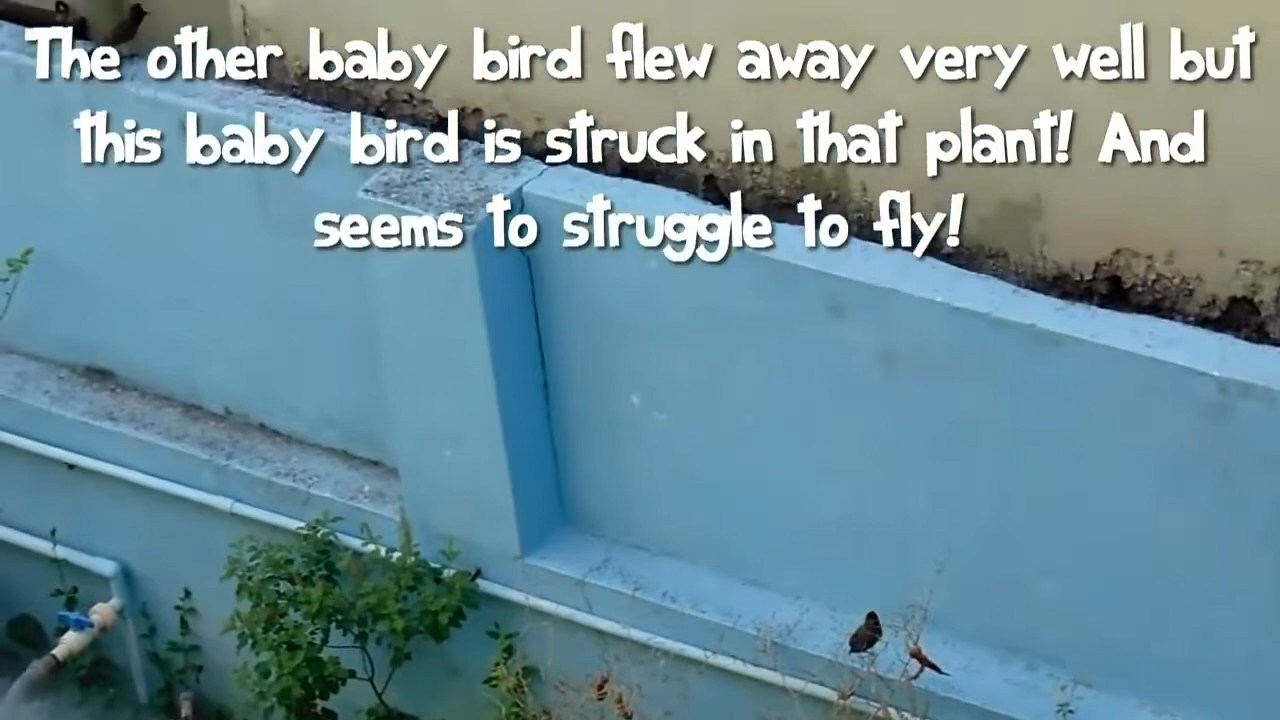 The other baby bird flew away very well but
this baby bird is struck in that plant! And
seems to struggle to fly!